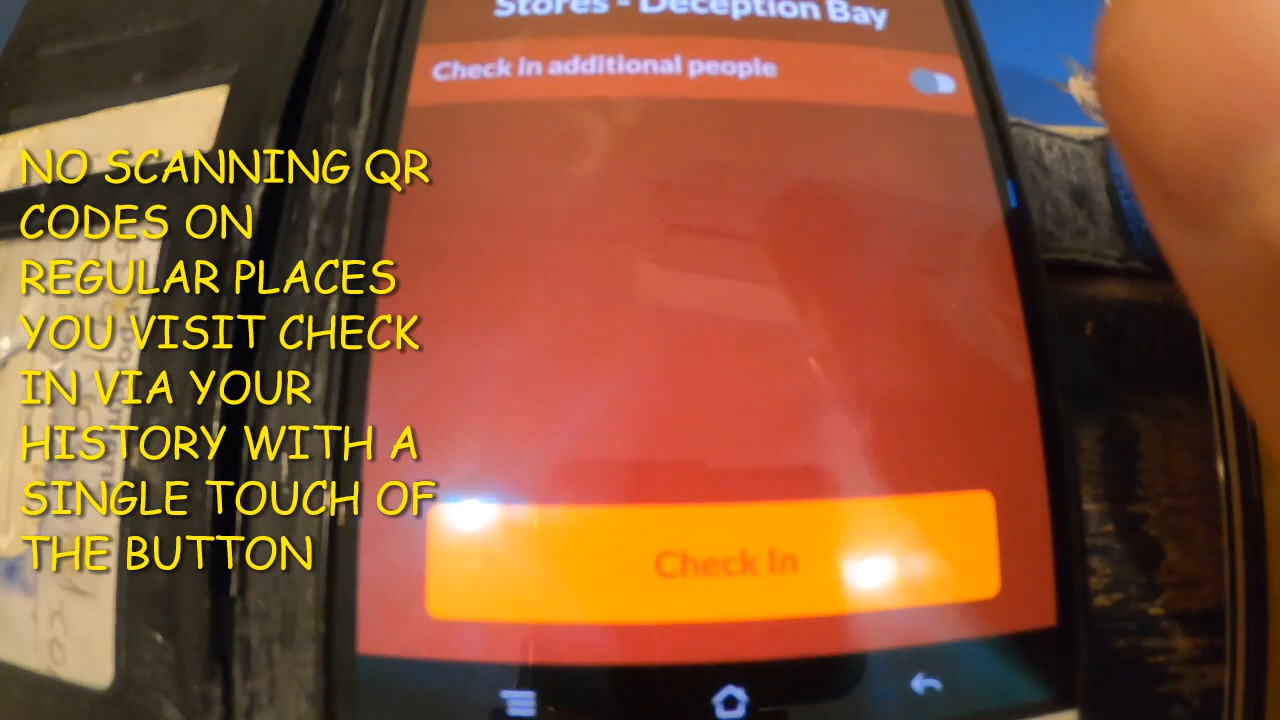 Stores - Deception Bay
Check in additional people
NO SCANNING QR
CODES ON
REGULAR PLACES
YOU VISIT CHECK
IN VIA YOUR
HISTORY WITH A
SINGLE TOUCH OF
THE BUTTON
Check In